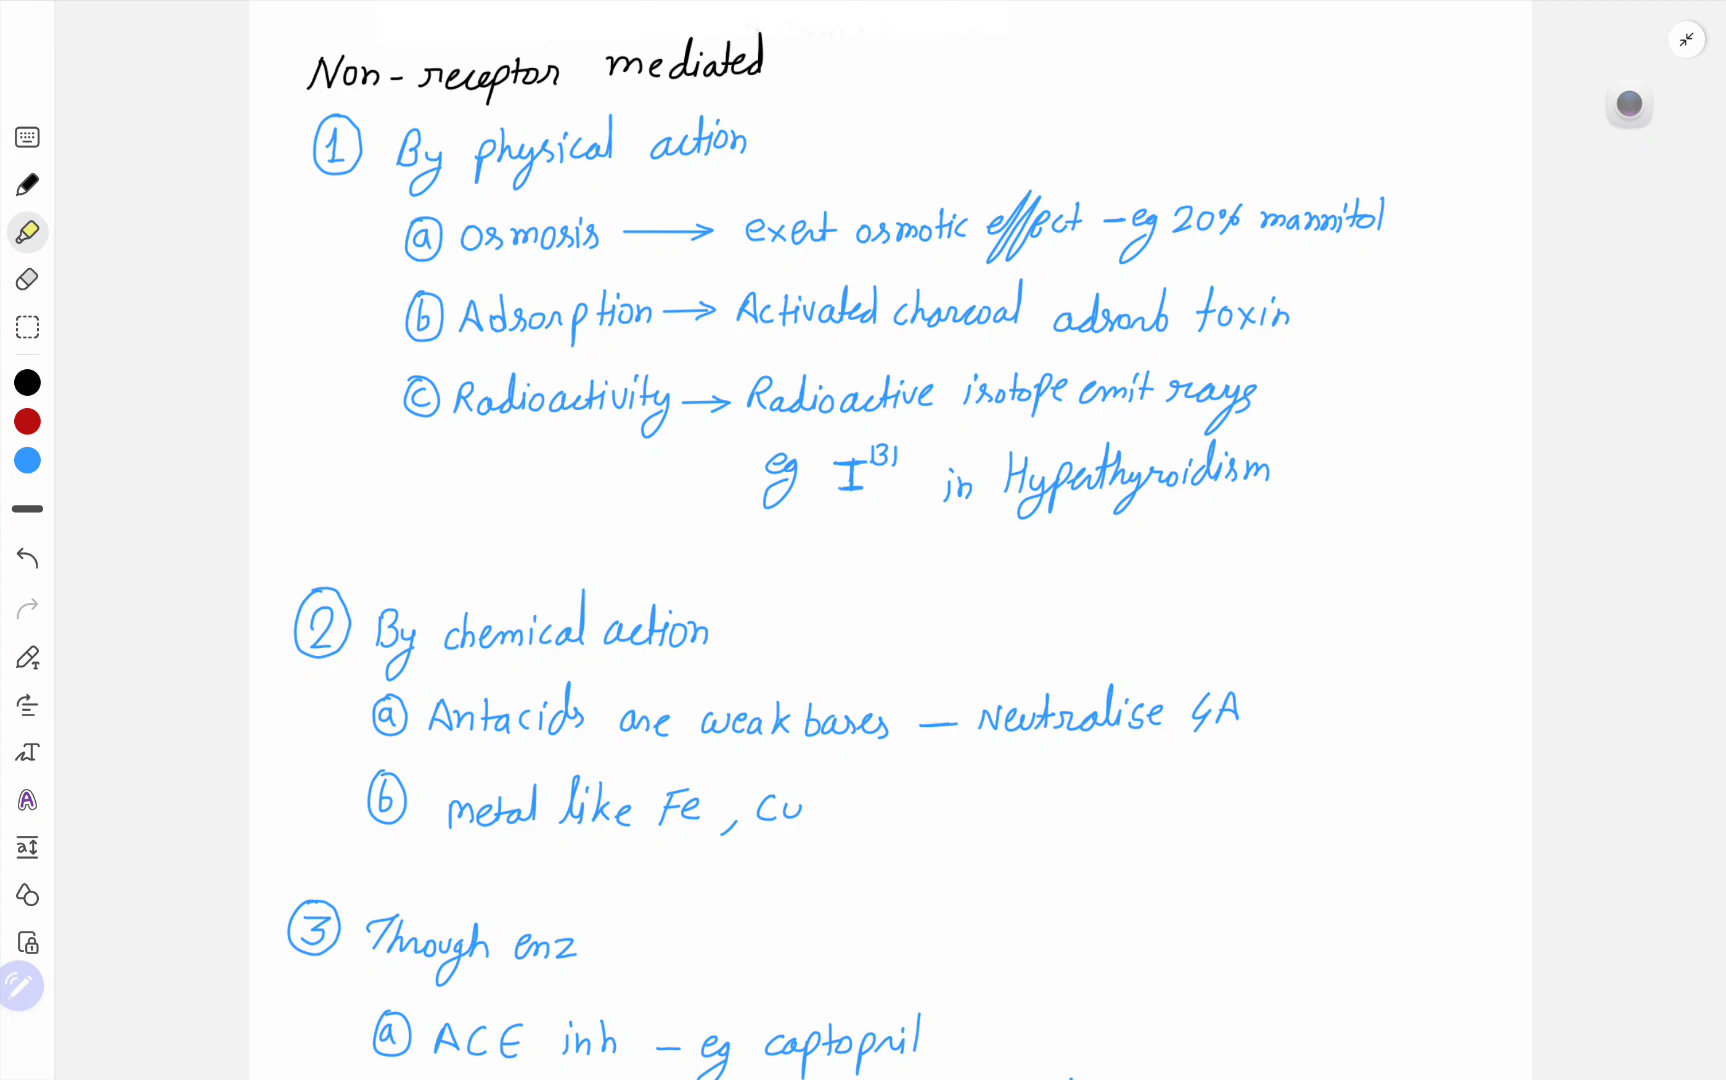 Non-receptor mediated
① By physical action
ⓐ Osmosis → exert osmotic effect - eg 20% mannitol
ⓑ Adsorption → Activated charcoal adsorb toxin
ⓒ Radioactivity → Radioactive isotope emit rays
eg I¹³¹ in Hyperthyroidism
② By chemical action
ⓐ Antacids are weak bases — Neutralise GA
ⓑ metal like Fe, Cu
③ Through enz
ⓐ ACE inh - eg captopril